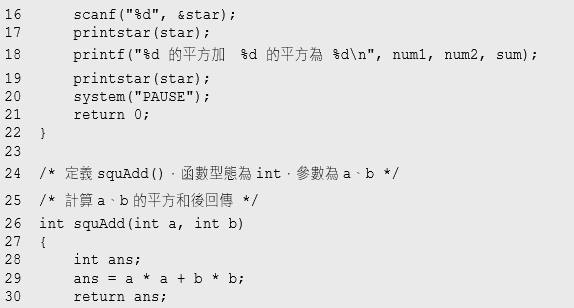 16 scanf("%d", &star);
17 printstar(star);
18 printf("%d 的平方加 %d 的平方為 %d\n", num1, num2, sum);
19 printstar(star);
20 system("PAUSE");
21 return 0;
22 }
23
24 /* 定義 squAdd()，函數型態為 int，參數為 a、b */
25 /* 計算 a、b 的平方和後回傳 */
26 int squAdd(int a, int b)
27 {
28 int ans;
29 ans = a * a + b * b;
30 return ans;